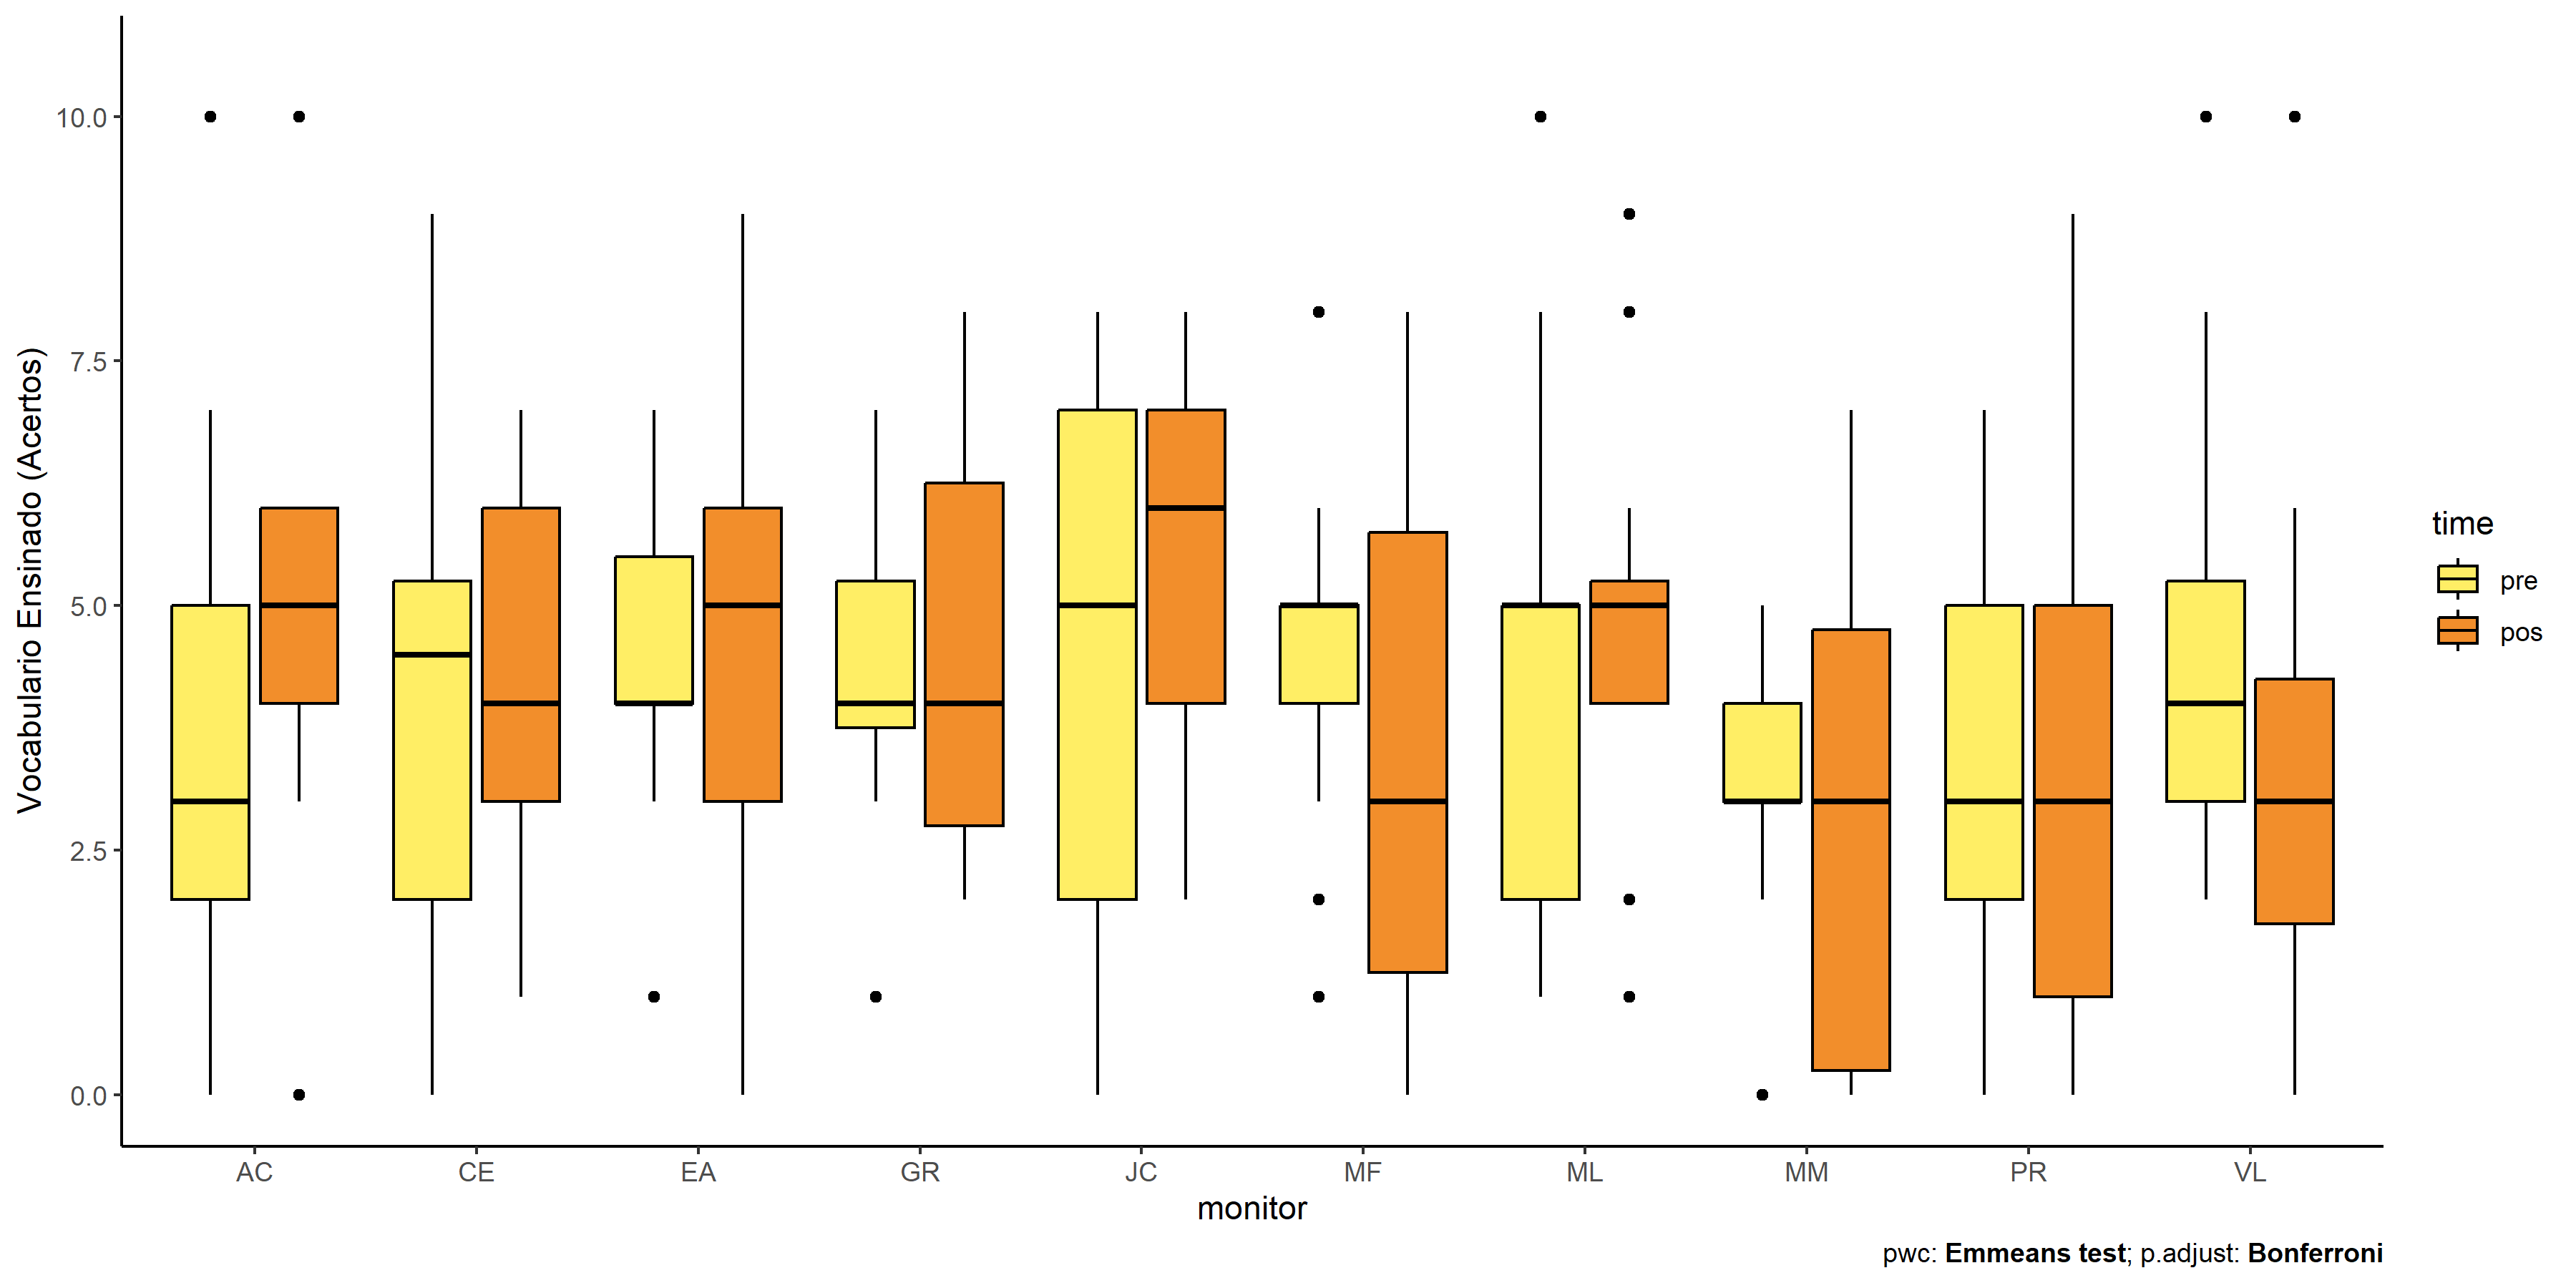 Vocabulario Ensinado (Acertos)
10.0
7.5
5.0
2.5
0.0
AC CE EA GR JC MF ML MM PR VL
monitor
time
pre
pos
pwc: Emmeans test; p.adjust: Bonferroni